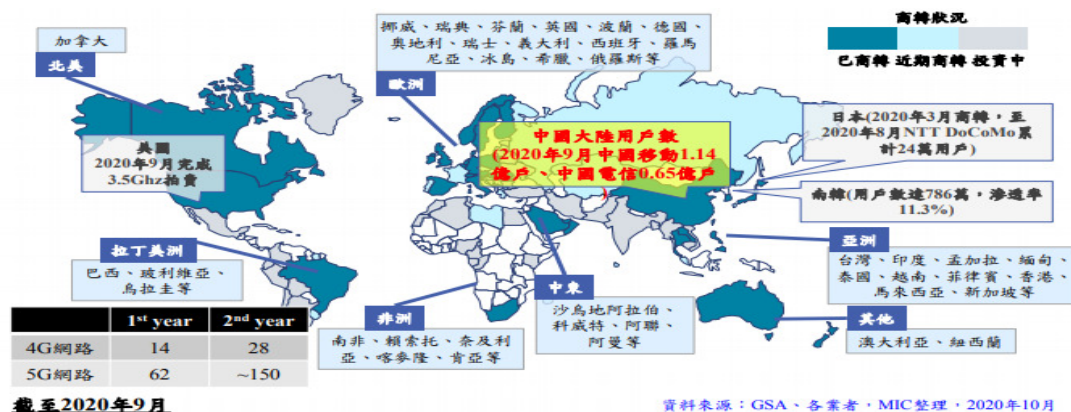 商轉狀況
已商轉 近期商轉 投資中
加拿大
北美
挪威、瑞典、芬蘭、英國、波蘭、德國、
奧地利、瑞士、義大利、西班牙、羅馬
尼亞、冰島、希臘、俄羅斯等
歐洲
美國
2020年9月完成
3.5Ghz拍賣
中國大陸用戶數
(2020年9月中國移動1.14
億戶、中國電信0.65億戶
)
日本(2020年3月商轉，至
2020年8月NTT DoCoMo累
計24萬用戶)
南韓(用戶數達786萬，滲透率
11.3%)
拉丁美洲
巴西、玻利維亞、
烏拉圭等
非洲
南非、賴索托、奈及利
亞、喀麥隆、肯亞等
中東
沙烏地阿拉伯、
科威特、阿聯、
阿曼等
亞洲
台灣、印度、孟加拉、緬甸、
泰國、越南、菲律賓、香港、
馬來西亞、新加坡等
其他
澳大利亞、紐西蘭
1st year 2nd year
4G網路 14 28
5G網路 62 ~150
截至2020年9月
資料來源：GSA、各業者，MIC整理，2020年10月